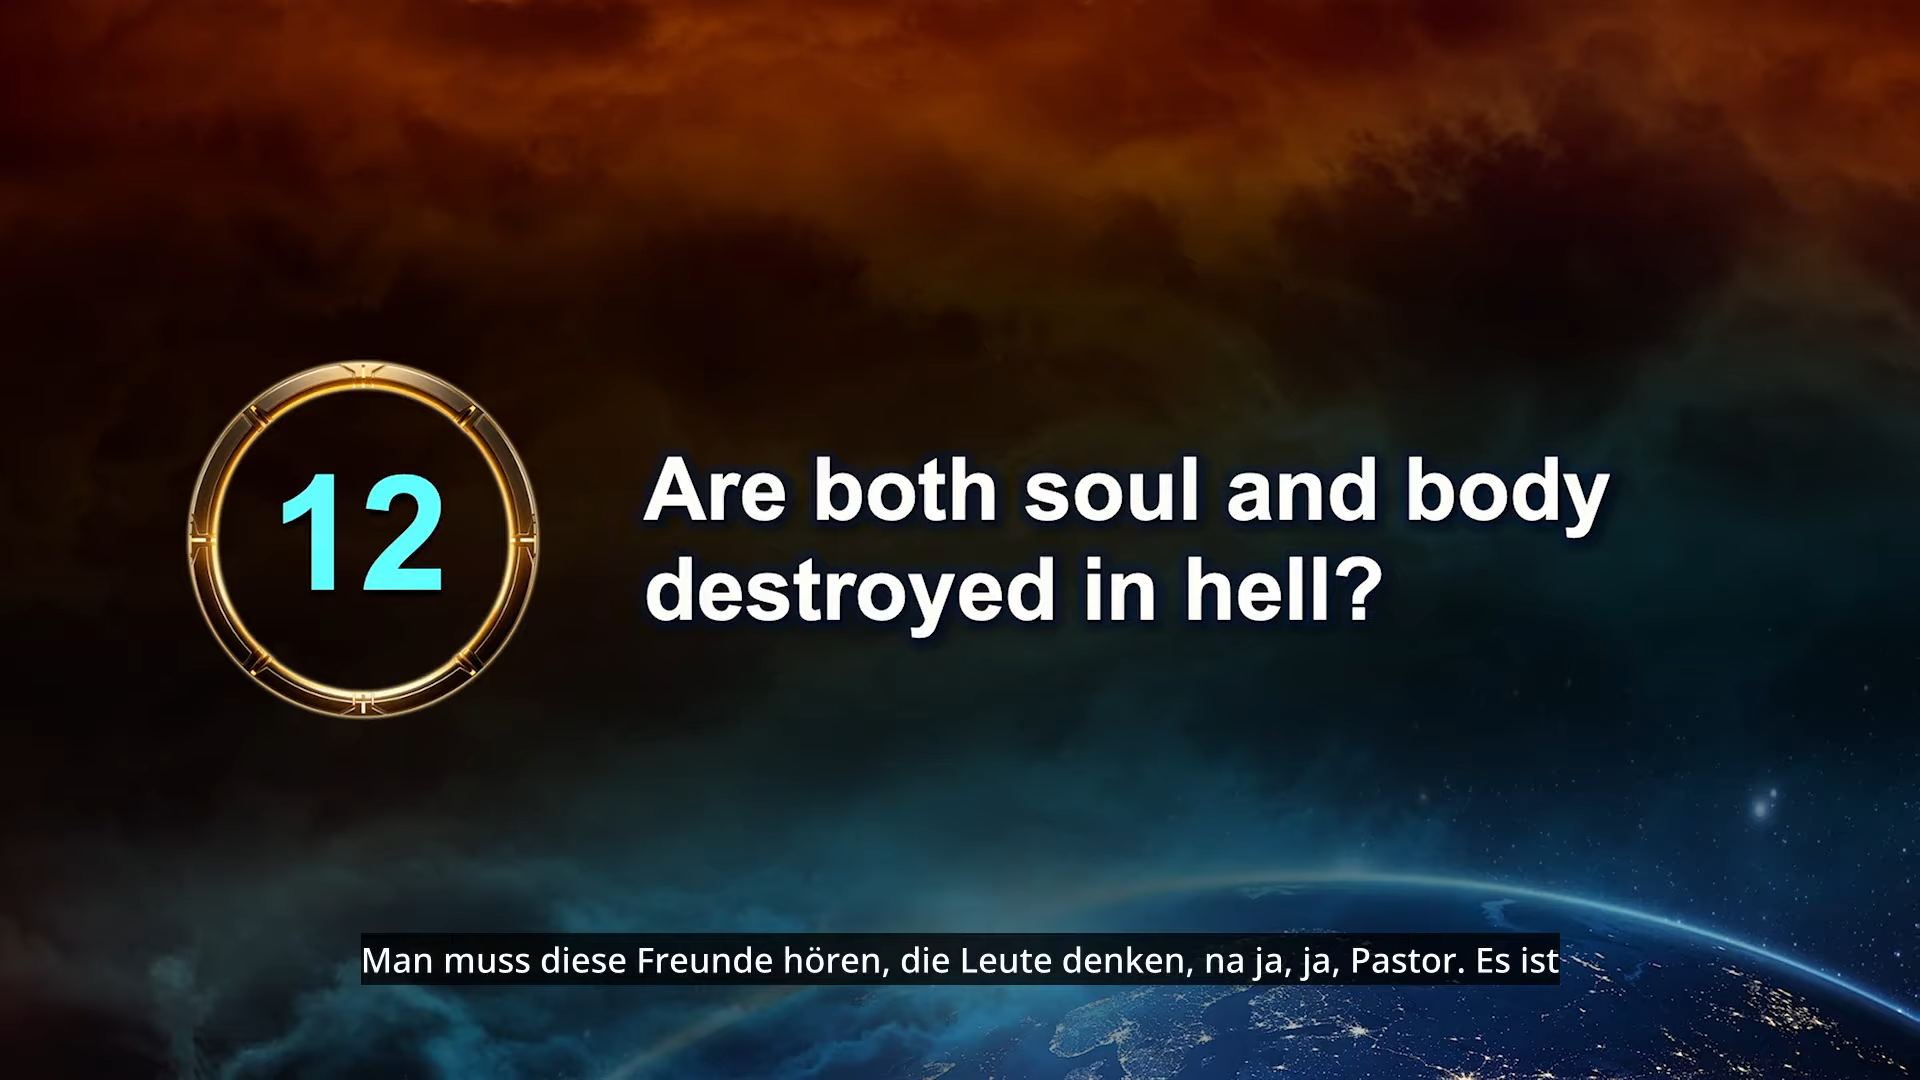 12
Are both soul and body
destroyed in hell?
Man muss diese Freunde hören, die Leute denken, na ja, ja, Pastor. Es ist